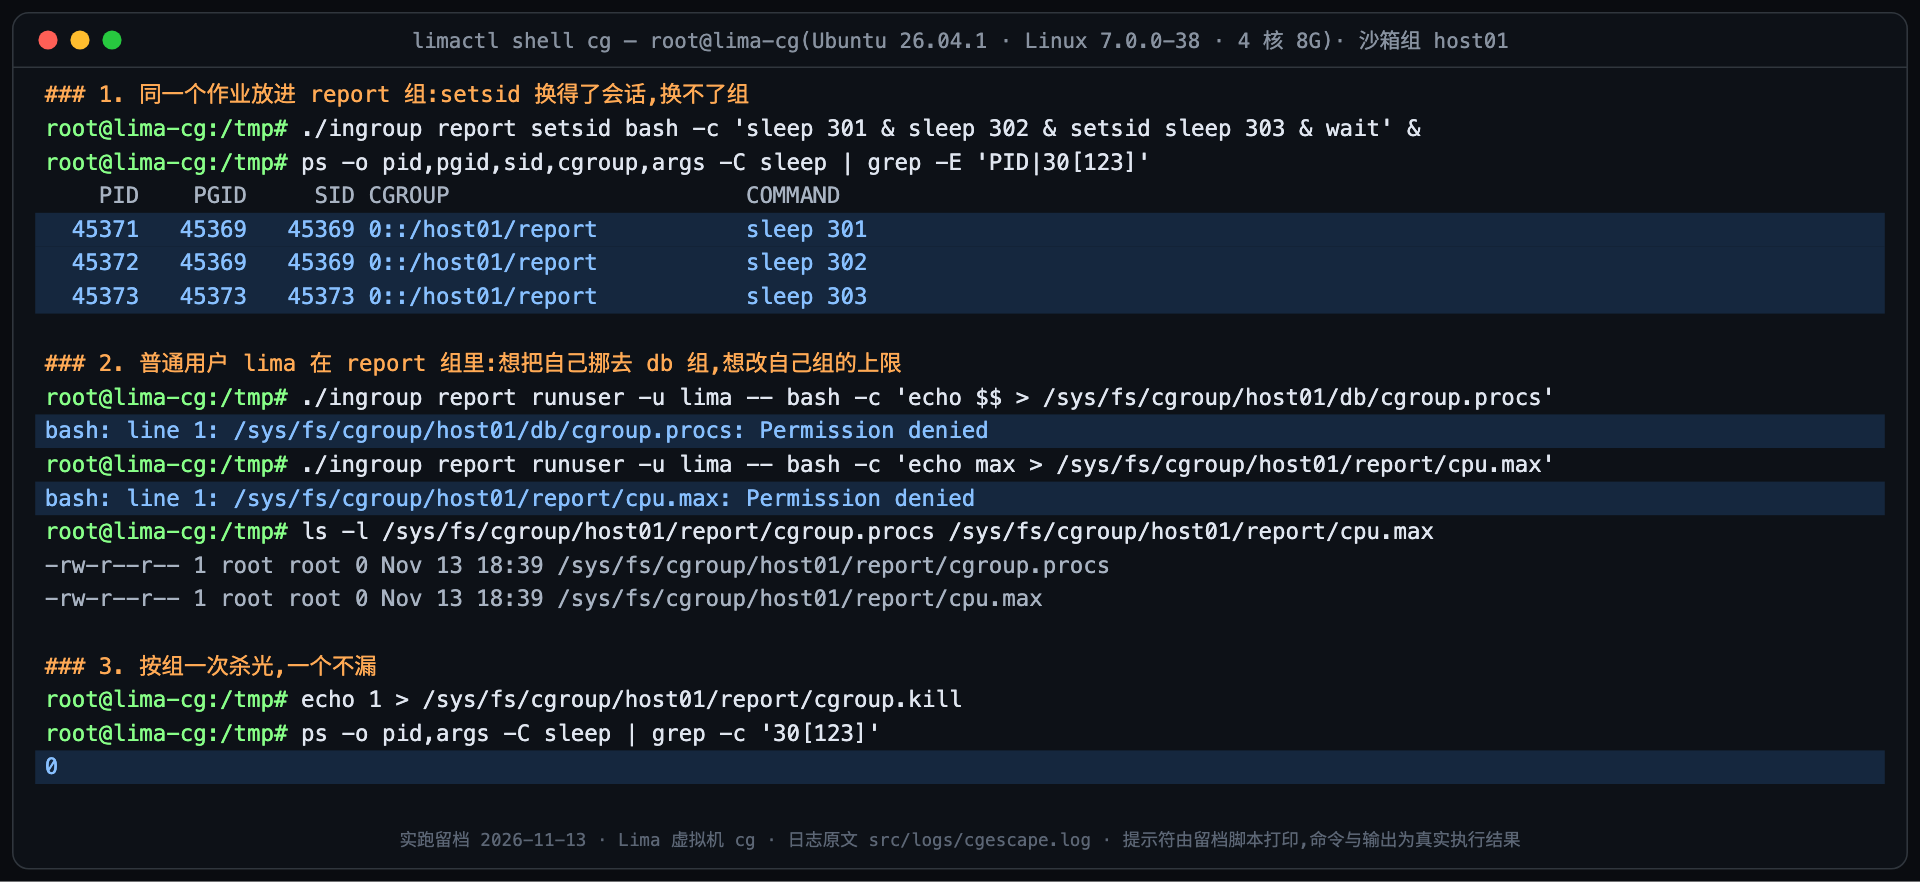 limactl shell cg — root@lima-cg(Ubuntu 26.04.1 · Linux 7.0.0-38 · 4 核 8G)· 沙箱组 host01
### 1. 同一个作业放进 report 组:setsid 换得了会话,换不了组
root@lima-cg:/tmp# ./ingroup report setsid bash -c 'sleep 301 & sleep 302 & setsid sleep 303 & wait' &
root@lima-cg:/tmp# ps -o pid,pgid,sid,cgroup,args -C sleep | grep -E 'PID|30[123]'
PID PGID SID CGROUP COMMAND
45371 45369 45369 0::/host01/report sleep 301
45372 45369 45369 0::/host01/report sleep 302
45373 45373 45373 0::/host01/report sleep 303
### 2. 普通用户 lima 在 report 组里:想把自己挪去 db 组,想改自己组的上限
root@lima-cg:/tmp# ./ingroup report runuser -u lima -- bash -c 'echo $$ > /sys/fs/cgroup/host01/db/cgroup.procs'
bash: line 1: /sys/fs/cgroup/host01/db/cgroup.procs: Permission denied
root@lima-cg:/tmp# ./ingroup report runuser -u lima -- bash -c 'echo max > /sys/fs/cgroup/host01/report/cpu.max'
bash: line 1: /sys/fs/cgroup/host01/report/cpu.max: Permission denied
root@lima-cg:/tmp# ls -l /sys/fs/cgroup/host01/report/cgroup.procs /sys/fs/cgroup/host01/report/cpu.max
-rw-r--r-- 1 root root 0 Nov 13 18:39 /sys/fs/cgroup/host01/report/cgroup.procs
-rw-r--r-- 1 root root 0 Nov 13 18:39 /sys/fs/cgroup/host01/report/cpu.max
### 3. 按组一次杀光,一个不漏
root@lima-cg:/tmp# echo 1 > /sys/fs/cgroup/host01/report/cgroup.kill
root@lima-cg:/tmp# ps -o pid,args -C sleep | grep -c '30[123]'
0
实跑留档 2026-11-13 · Lima 虚拟机 cg · 日志原文 src/logs/cgescape.log · 提示符由留档脚本打印,命令与输出为真实执行结果